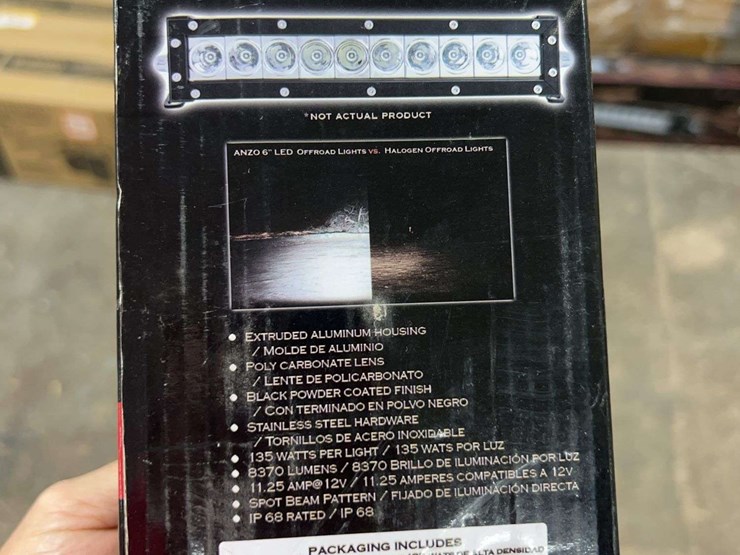 *NOT ACTUAL PRODUCT
ANZO 6" LED OFFROAD LIGHTS VS. HALOGEN OFFROAD LIGHTS
• EXTRUDED ALUMINUM HOUSING
/ MOLDE DE ALUMINIO
• POLY CARBONATE LENS
/ LENTE DE POLICARBONATO
• BLACK POWDER COATED FINISH
/ CON TERMINADO EN POLVO NEGRO
• STAINLESS STEEL HARDWARE
/ TORNILLOS DE ACERO INOXIDABLE
• 135 WATTS PER LIGHT / 135 WATS POR LUZ
• 8370 LUMENS / 8370 BRILLO DE ILUMINACIÓN POR LUZ
• 11.25 AMP@12V / 11.25 AMPERES COMPATIBLES A 12V
• SPOT BEAM PATTERN / FIJADO DE ILUMINACIÓN DIRECTA
• IP 68 RATED / IP 68
PACKAGING INCLUDES
DE ALTA DENSIDAD